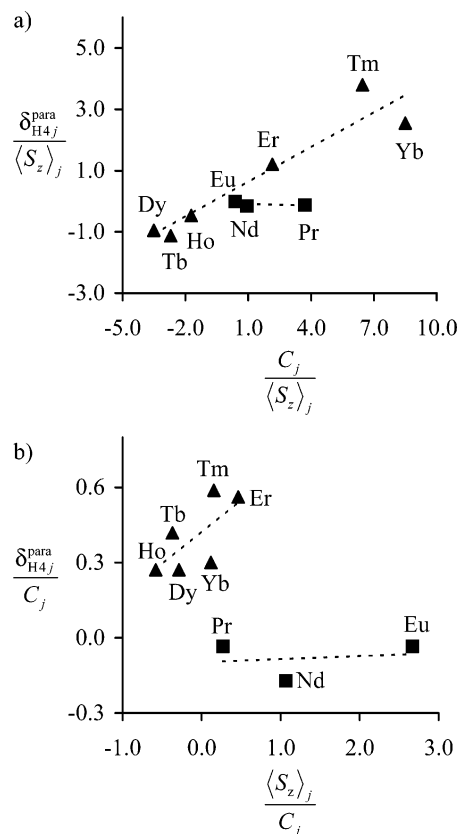 a)
5.0
Tm
δ^para_H4j
⟨S_z⟩_j
3.0
Er
Yb
1.0
Eu
Dy
-1.0
Ho
Nd
Pr
Tb
-3.0
-5.0 -2.0 1.0 4.0 7.0 10.0
C_j
⟨S_z⟩_j
b)
Tm
0.6
Er
Tb
δ^para_H4j
C_j
0.3
Ho
Dy
Yb
Pr
Eu
0.0
Nd
-0.3
-1.0 0.0 1.0 2.0 3.0
⟨S_z⟩_j
C_j